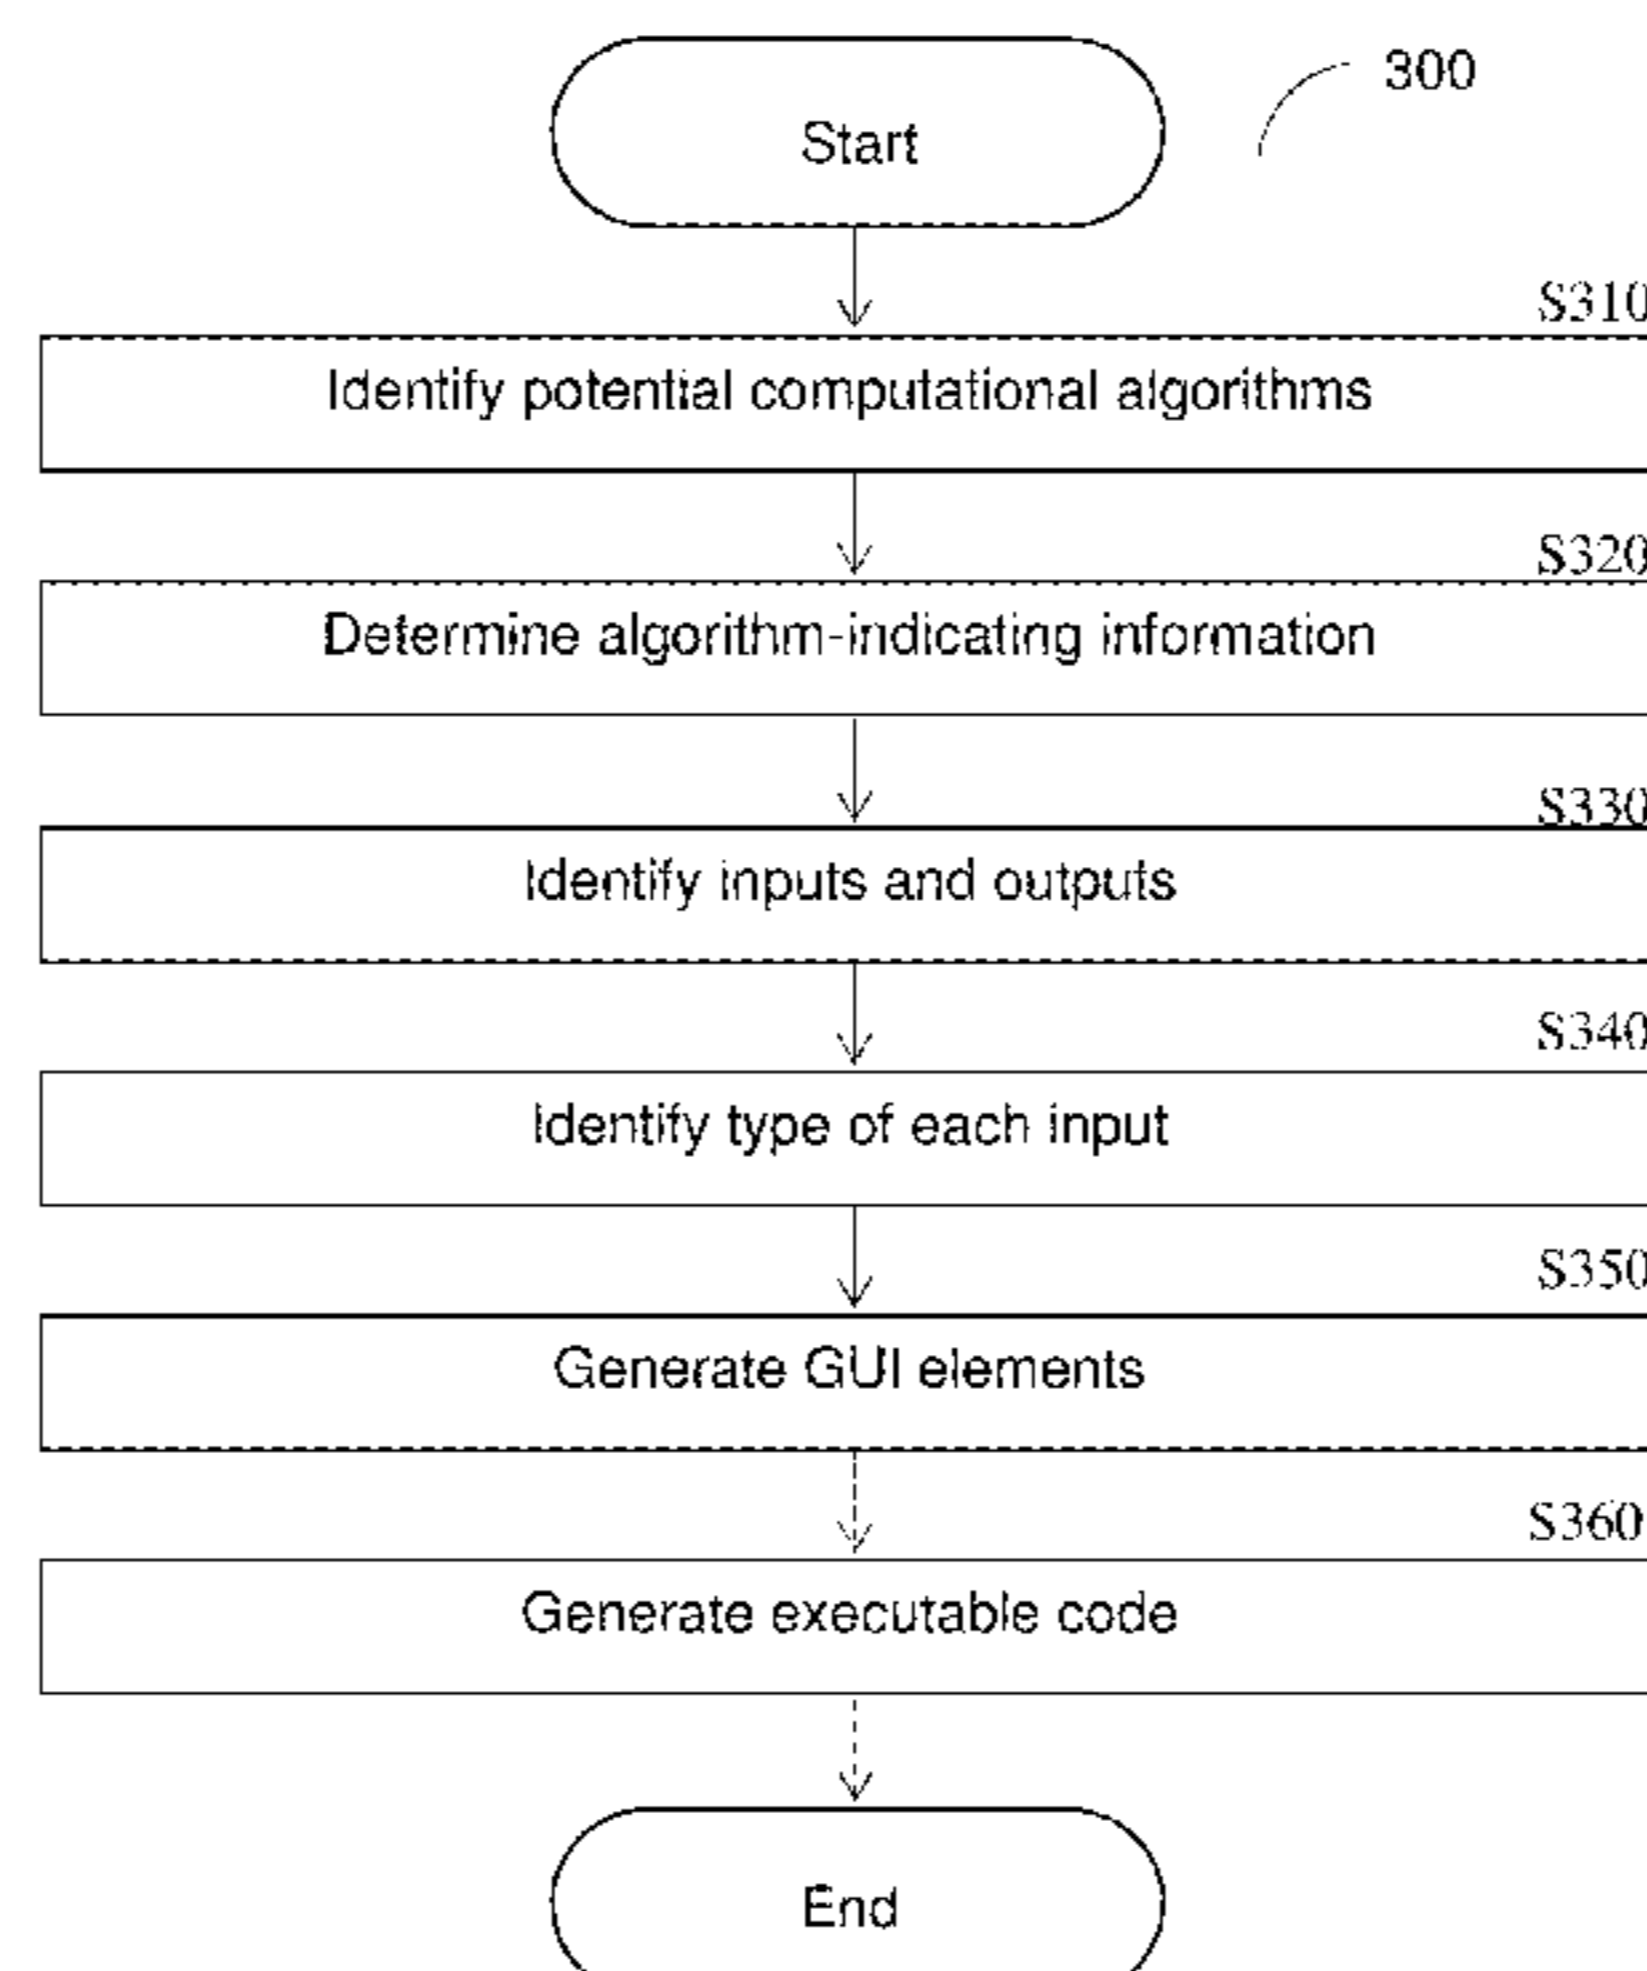 300
Start
S310
Identify potential computational algorithms
S320
Determine algorithm-indicating information
S330
Identify inputs and outputs
S340
Identify type of each input
S350
Generate GUI elements
S360
Generate executable code
End